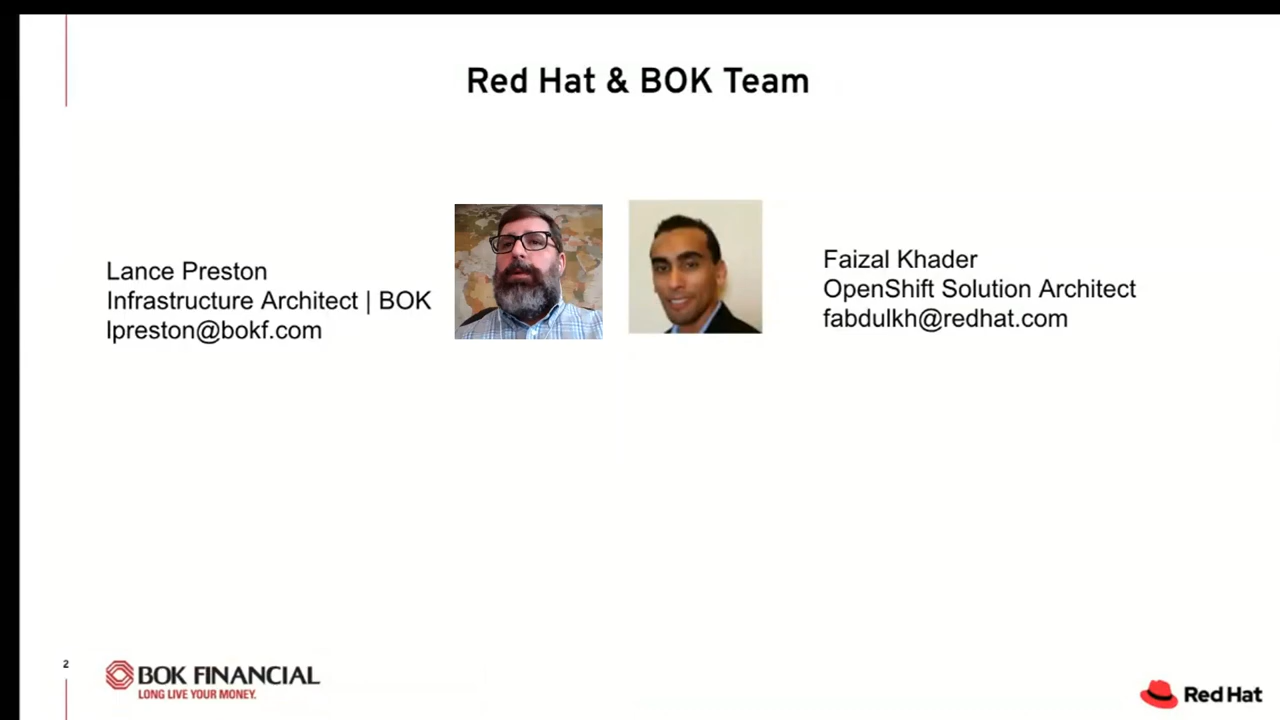 Red Hat & BOK Team
Lance Preston
Infrastructure Architect | BOK
lpreston@bokf.com
Faizal Khader
OpenShift Solution Architect
fabdulkh@redhat.com
2
BOK FINANCIAL
LONG LIVE YOUR MONEY.
Red Hat